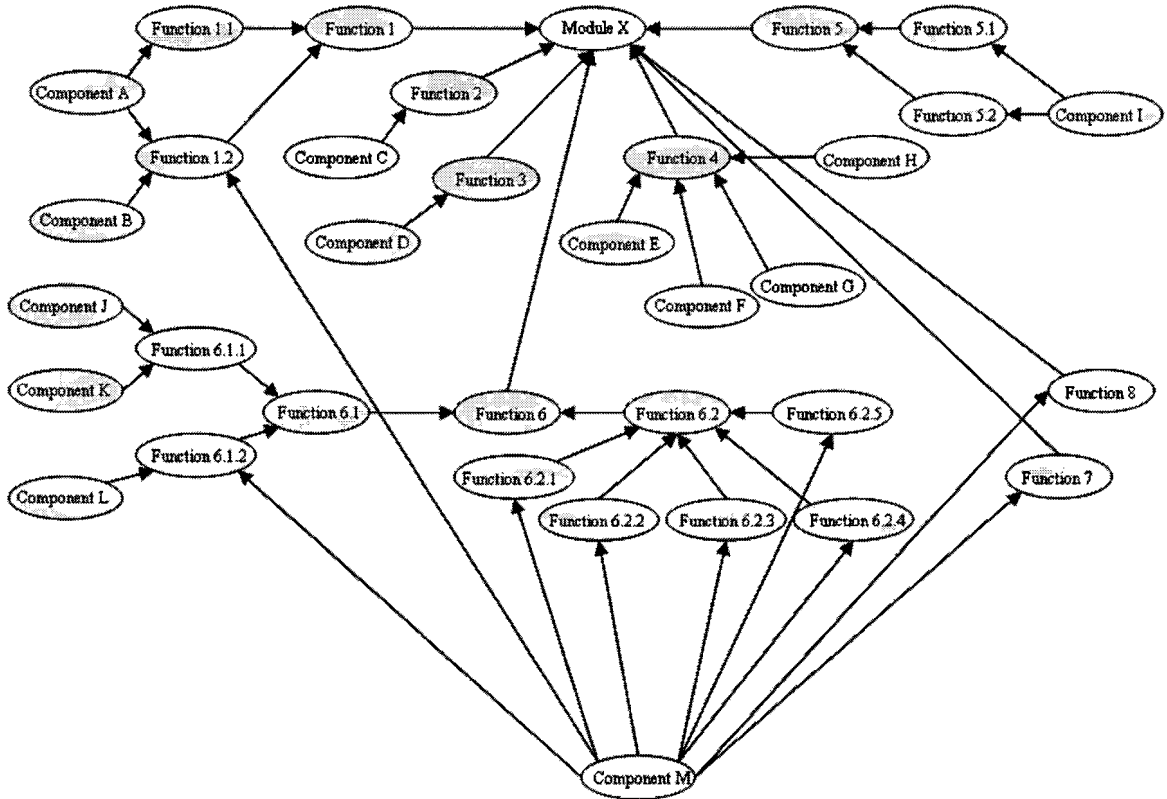 Function 1.1
Function 1
Module X
Function 5
Function 5.1
Component A
Function 2
Function 5.2
Component I
Function 1.2
Component C
Function 4
Component H
Function 3
Component B
Component D
Component E
Component G
Component F
Component J
Function 6.1.1
Component K
Function 8
Function 6.1
Function 6
Function 6.2
Function 6.2.5
Function 6.1.2
Function 6.2.1
Function 7
Component L
Function 6.2.2
Function 6.2.3
Function 6.2.4
Component M